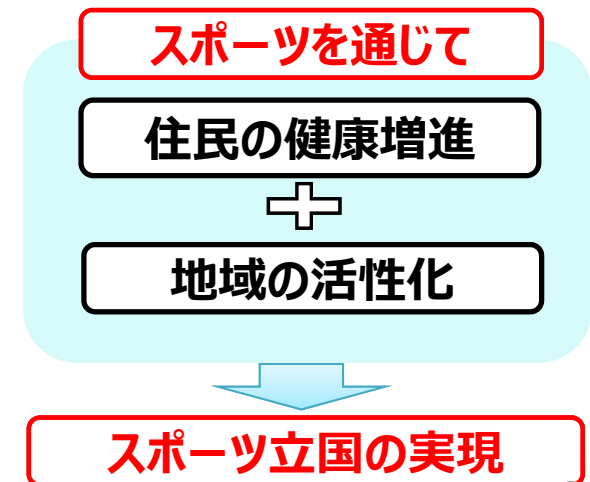 スポーツを通じて
住民の健康増進
地域の活性化
スポーツ立国の実現